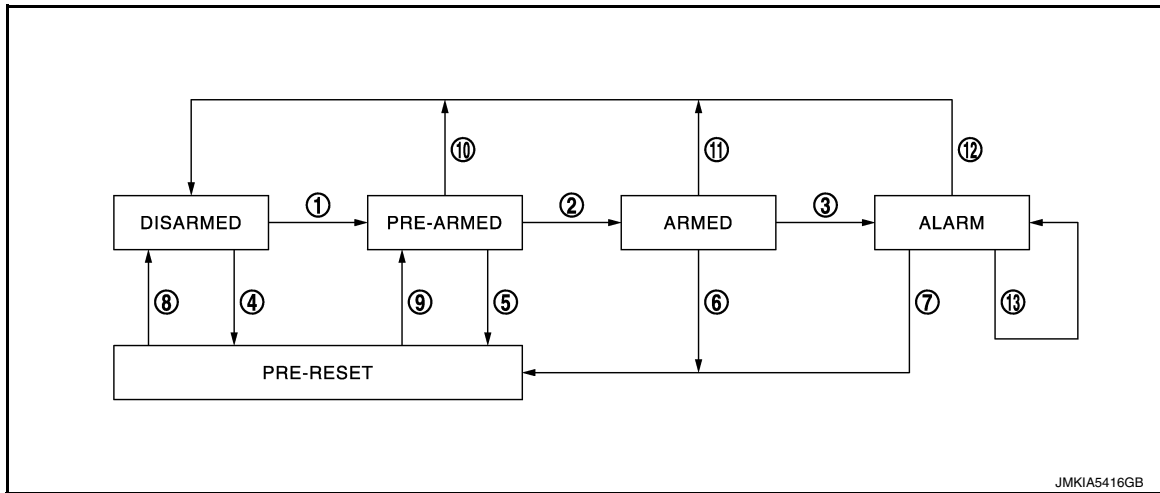 ⑩ ⑪ ⑫
DISARMED ① PRE-ARMED ② ARMED ③ ALARM
⑧ ④ ⑨ ⑤ ⑥ ⑦ ⑬
PRE-RESET
JMKIA5416GB